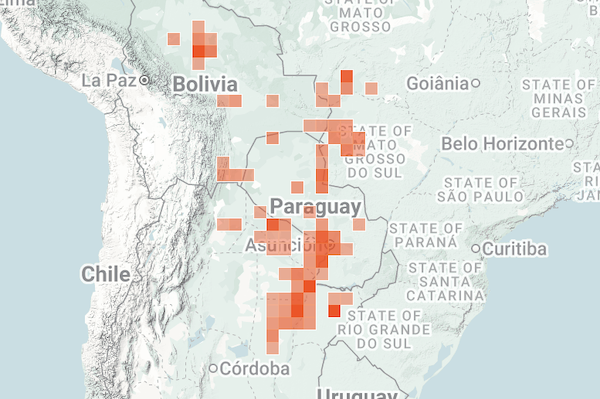 STATE OF
MATO
GROSSO
La Paz
Bolivia
Goiânia
STATE OF
MINAS
GERAIS
STATE OF
MATO
GROSSO
DO SUL
Belo Horizonte
STATE OF
SÃO PAULO
Paraguay
Asunción
STATE OF
PARANÁ
Curitiba
Chile
STATE OF
SANTA
CATARINA
STATE OF
RIO GRANDE
DO SUL
Córdoba
Uruguay